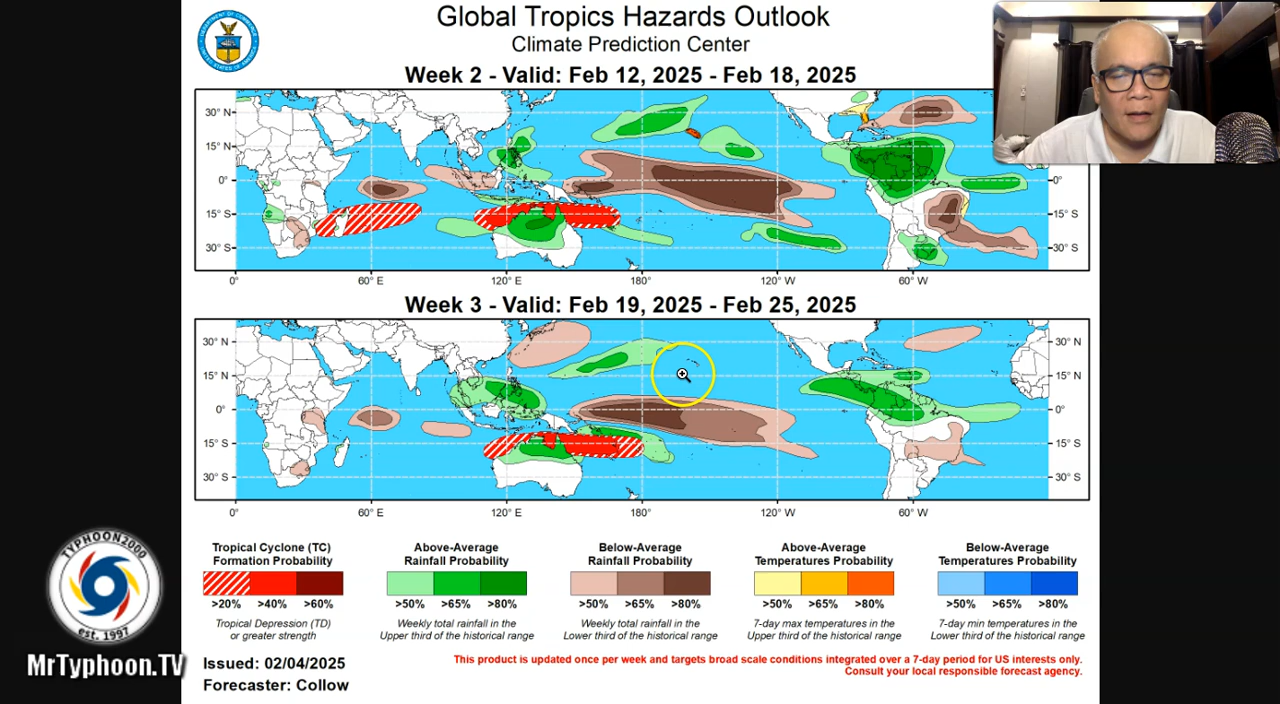 Global Tropics Hazards Outlook
Climate Prediction Center
Week 2 - Valid: Feb 12, 2025 - Feb 18, 2025
30° N
15° N
0°
15° S
30° S
0°
15° S
30° S
0° 60° E 120° E 180° 120° W 60° W
Week 3 - Valid: Feb 19, 2025 - Feb 25, 2025
30° N 30° N
15° N 15° N
0° 0°
15° S 15° S
30° S 30° S
0° 60° E 120° E 180° 120° W 60° W
Tropical Cyclone (TC)
Formation Probability
>20% >40% >60%
Tropical Depression (TD)
or greater strength
Above-Average
Rainfall Probability
>50% >65% >80%
Weekly total rainfall in the
Upper third of the historical range
Below-Average
Rainfall Probability
>50% >65% >80%
Weekly total rainfall in the
Lower third of the historical range
Above-Average
Temperatures Probability
>50% >65% >80%
7-day max temperatures in the
Upper third of the historical range
Below-Average
Temperatures Probability
>50% >65% >80%
7-day min temperatures in the
Lower third of the historical range
Issued: 02/04/2025
Forecaster: Collow
This product is updated once per week and targets broad scale conditions integrated over a 7-day period for US interests only.
Consult your local responsible forecast agency.
TYPHOON2000
est. 1997
MrTyphoon.TV